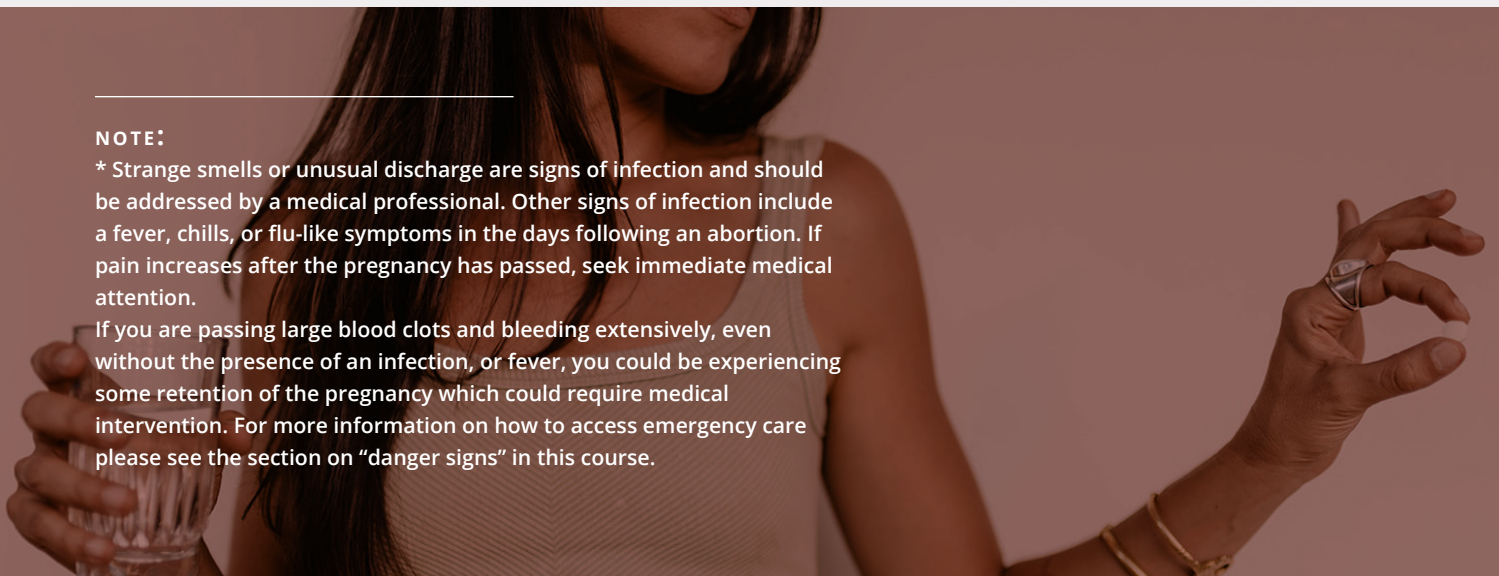 NOTE:
* Strange smells or unusual discharge are signs of infection and should
be addressed by a medical professional. Other signs of infection include
a fever, chills, or flu-like symptoms in the days following an abortion. If
pain increases after the pregnancy has passed, seek immediate medical
attention.
If you are passing large blood clots and bleeding extensively, even
without the presence of an infection, or fever, you could be experiencing
some retention of the pregnancy which could require medical
intervention. For more information on how to access emergency care
please see the section on “danger signs” in this course.